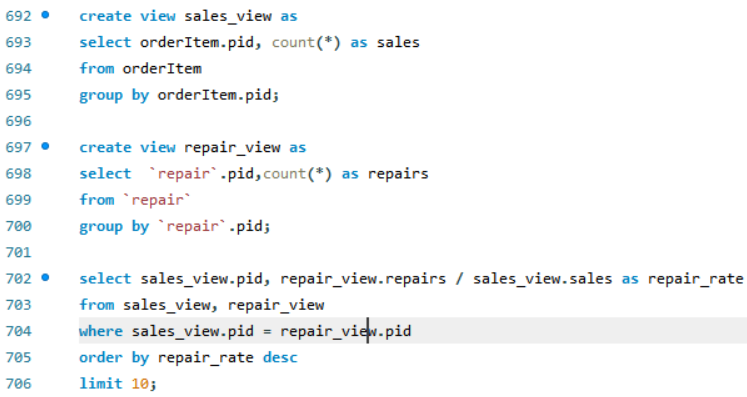 692 create view sales_view as
693 select orderItem.pid, count(*) as sales
694 from orderItem
695 group by orderItem.pid;
696
697 create view repair_view as
698 select  `repair`.pid,count(*) as repairs
699 from `repair`
700 group by `repair`.pid;
701
702 select sales_view.pid, repair_view.repairs / sales_view.sales as repair_rate
703 from sales_view, repair_view
704 where sales_view.pid = repair_view.pid
705 order by repair_rate desc
706 limit 10;